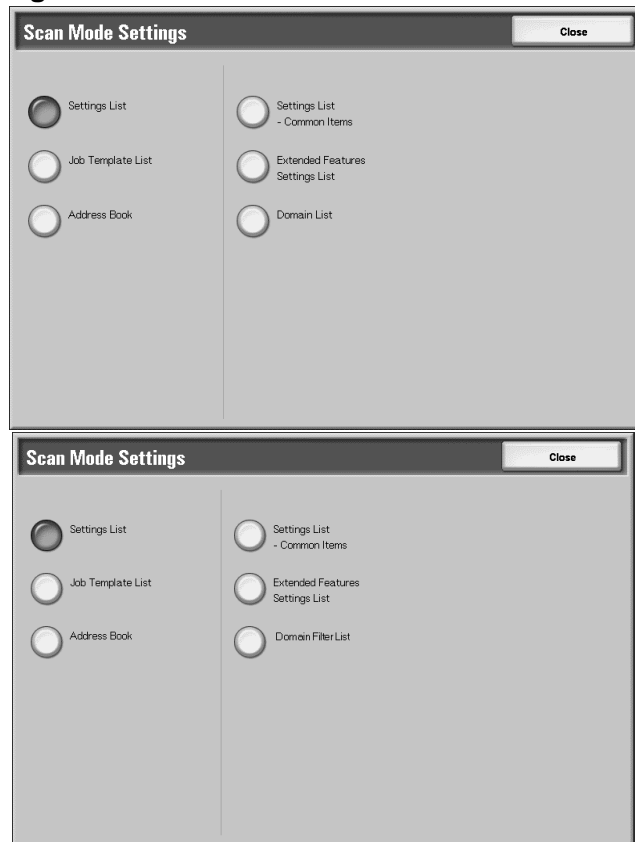 Scan Mode Settings
Close
Settings List
Job Template List
Address Book
Settings List
- Common Items
Extended Features
Settings List
Domain List
Scan Mode Settings
Close
Settings List
Job Template List
Address Book
Settings List
- Common Items
Extended Features
Settings List
Domain Filter List